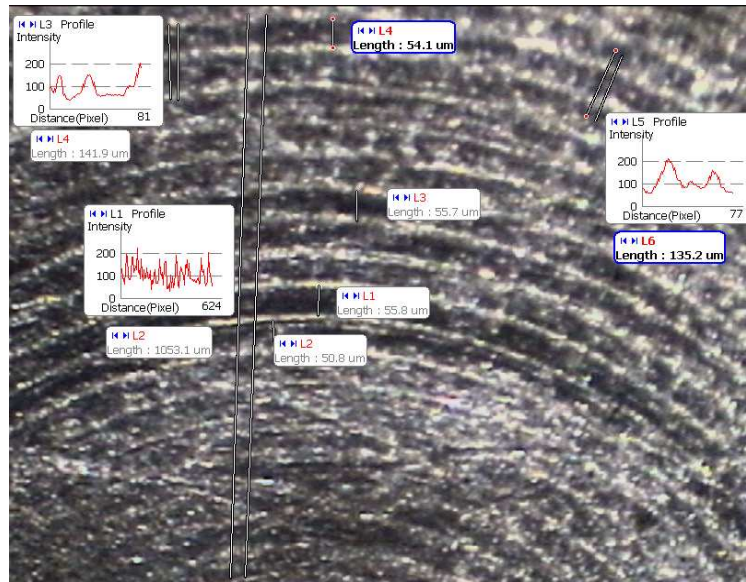 L3 Profile
Intensity
200
100
0
Distance(Pixel) 81
L4
Length : 141.9 um
L4
Length : 54.1 um
L5 Profile
Intensity
200
100
0
Distance(Pixel) 77
L6
Length : 135.2 um
L3
Length : 55.7 um
L1 Profile
Intensity
200
100
0
Distance(Pixel) 624
L2
Length : 1053.1 um
L1
Length : 55.8 um
L2
Length : 50.8 um